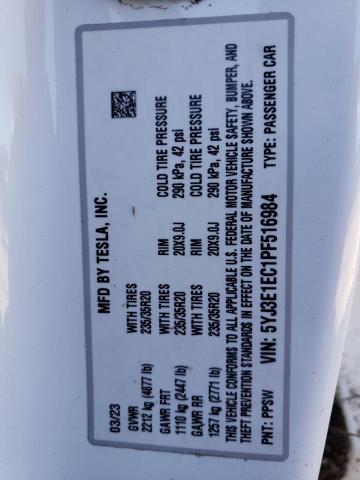 MFD BY TESLA, INC.
03/23
GVWR WITH TIRES RIM COLD TIRE PRESSURE
2212 kg (4877 lb) 235/35R20 20X9.0J 290 kPa, 42 psi
GAWR FRT WITH TIRES RIM COLD TIRE PRESSURE
1110 kg (2447 lb) 235/35R20 20X9.0J 290 kPa, 42 psi
GAWR RR WITH TIRES
1257 kg (2771 lb) 235/35R20
THIS VEHICLE CONFORMS TO ALL APPLICABLE U.S. FEDERAL MOTOR VEHICLE SAFETY, BUMPER, AND
THEFT PREVENTION STANDARDS IN EFFECT ON THE DATE OF MANUFACTURE SHOWN ABOVE.
VIN: 5YJ3E1EC1PF516984
PNT: PPSW TYPE: PASSENGER CAR